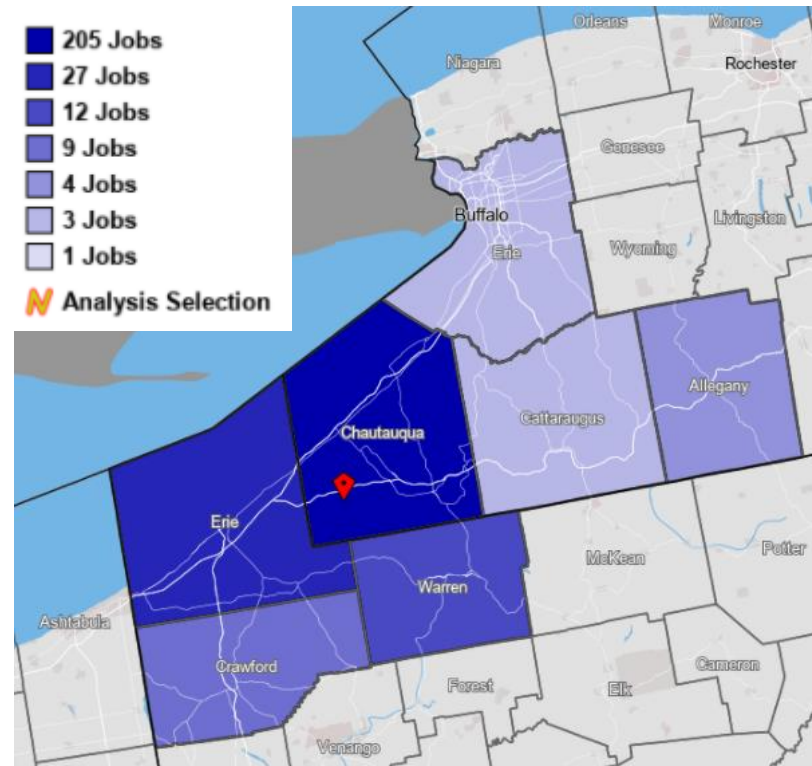 205 Jobs
27 Jobs
12 Jobs
9 Jobs
4 Jobs
3 Jobs
1 Jobs
Analysis Selection
Orleans
Monroe
Niagara
Rochester
Genesee
Livingston
Buffalo
Wyoming
Erie
Allegany
Cattaraugus
Chautauqua
Erie
McKean
Potter
Warren
Ashtabula
Crawford
Cameron
Forest
Elk
Venango